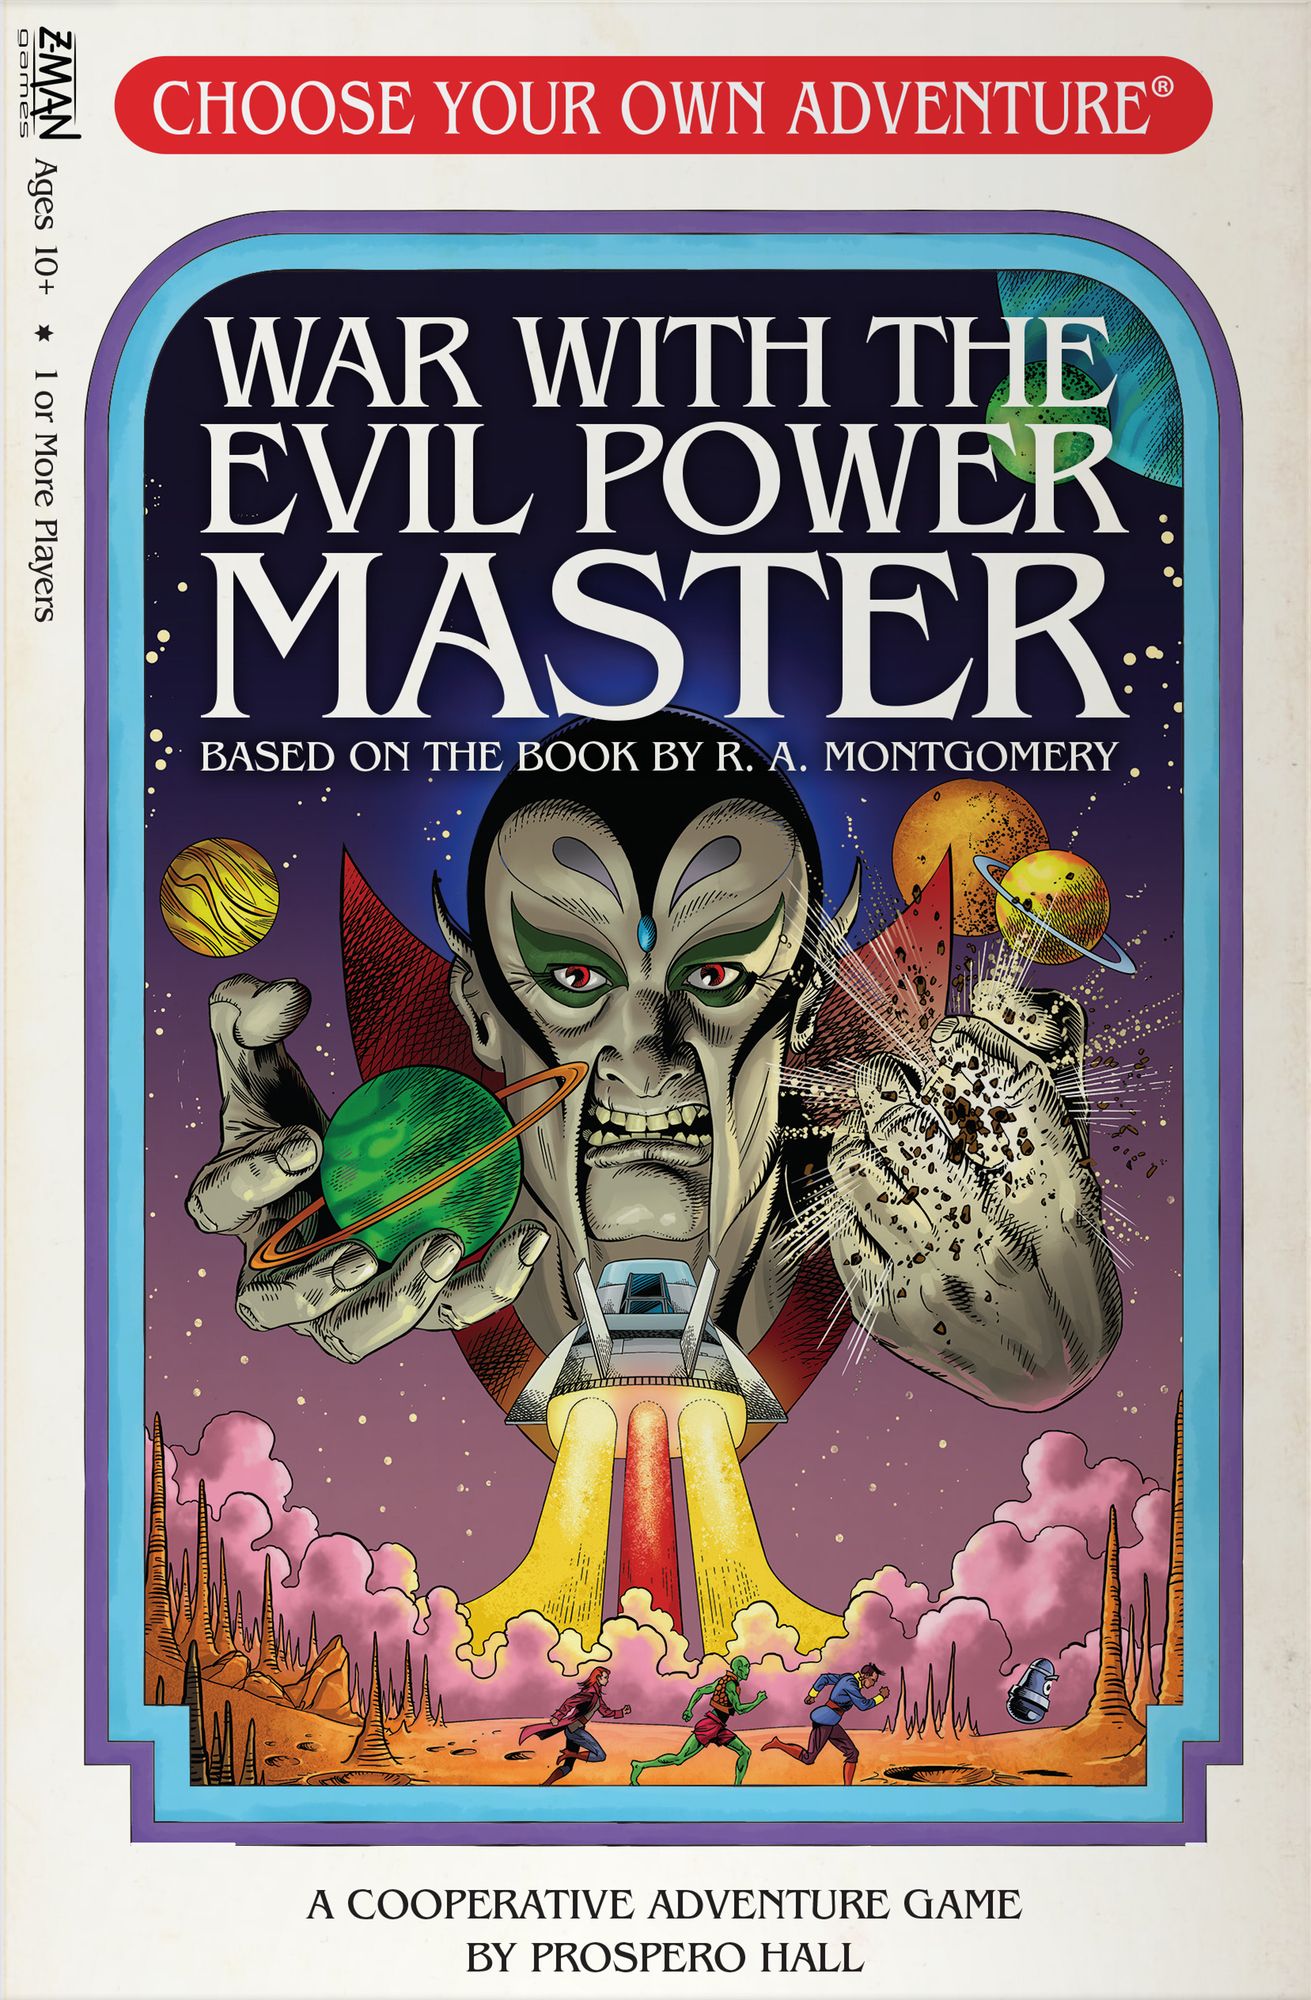 Z-MAN
games
Ages 10+ ★ 1 or More Players
CHOOSE YOUR OWN ADVENTURE®
WAR WITH THE
EVIL POWER
MASTER
BASED ON THE BOOK BY R. A. MONTGOMERY
A COOPERATIVE ADVENTURE GAME
BY PROSPERO HALL